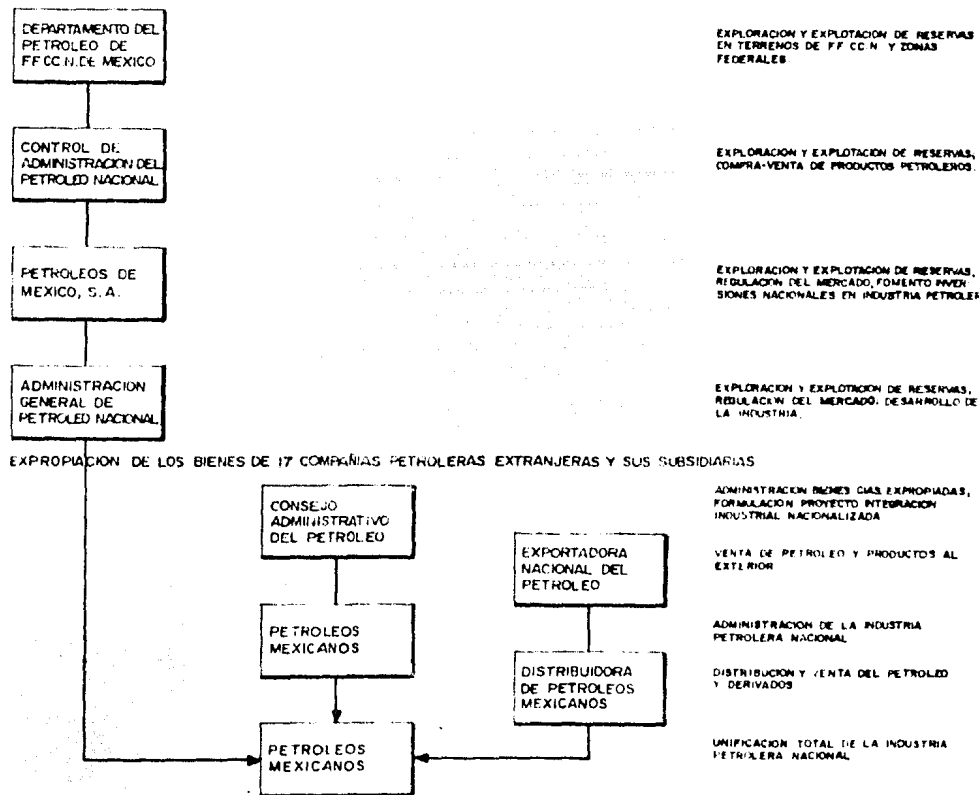 DEPARTAMENTO DEL
PETROLEO DE
FF.CC.N.DE MEXICO
EXPLORACION Y EXPLOTACION DE RESERVAS
EN TERRENOS DE FF CC.N Y ZONAS
FEDERALES.
CONTROL DE
ADMINISTRACION DEL
PETROLEO NACIONAL
EXPLORACION Y EXPLOTACION DE RESERVAS,
COMPRA-VENTA DE PRODUCTOS PETROLEROS.
PETROLEOS DE
MEXICO, S.A.
EXPLORACION Y EXPLOTACION DE RESERVAS,
REGULACION DEL MERCADO, FOMENTO INVER-
SIONES NACIONALES EN INDUSTRIA PETROLER
ADMINISTRACION
GENERAL DE
PETROLEO NACIONAL
EXPLORACION Y EXPLOTACION DE RESERVAS,
REGULACION DEL MERCADO, DESARROLLO DE
LA INDUSTRIA.
EXPROPIACION DE LOS BIENES DE 17 COMPAÑIAS PETROLERAS EXTRANJERAS Y SUS SUBSIDIARIAS
CONSEJO
ADMINISTRATIVO
DEL PETROLEO
ADMINISTRACION BIENES CIAS EXPROPIADAS,
FORMULACION PROYECTO INTEGRACION
INDUSTRIAL NACIONALIZADA
EXPORTADORA
NACIONAL DEL
PETROLEO
VENTA DE PETROLEO Y PRODUCTOS AL
EXTERIOR
PETROLEOS
MEXICANOS
ADMINISTRACION DE LA INDUSTRIA
PETROLERA NACIONAL
DISTRIBUIDORA
DE PETROLEOS
MEXICANOS
DISTRIBUCION Y VENTA DEL PETROLEO
Y DERIVADOS
PETROLEOS
MEXICANOS
UNIFICACION TOTAL DE LA INDUSTRIA
PETROLERA NACIONAL